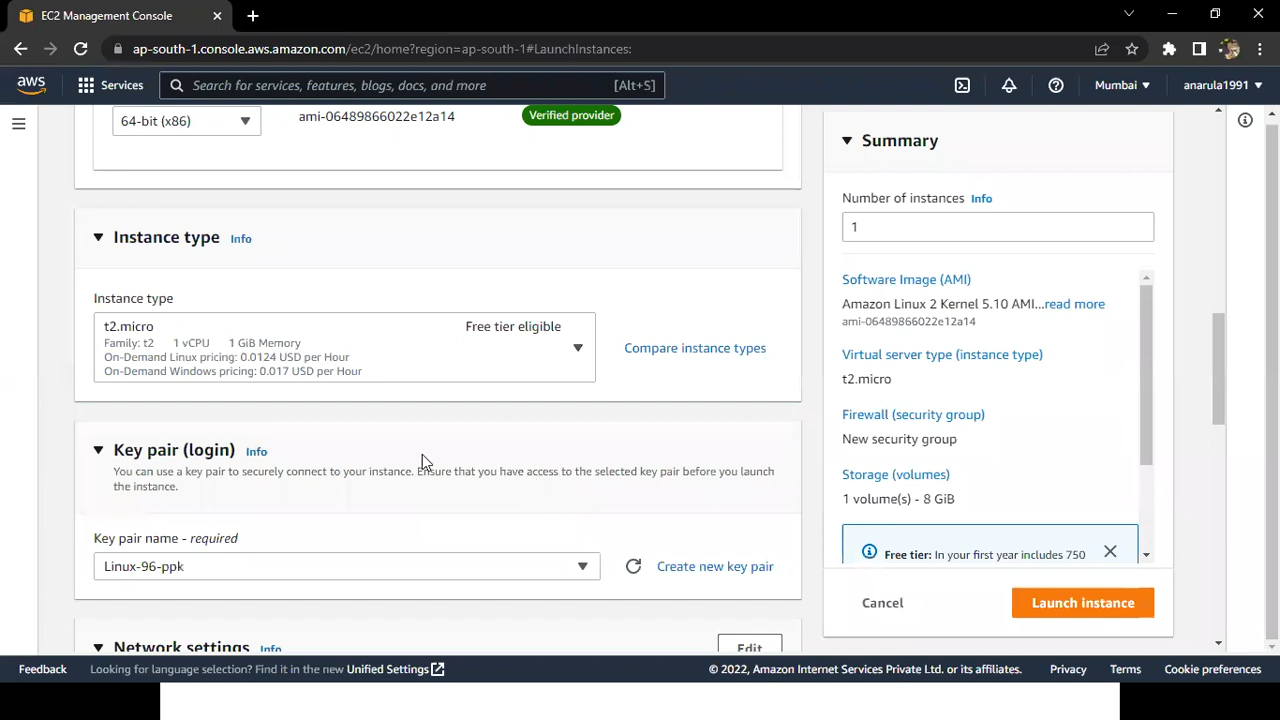 EC2 Management Console
ap-south-1.console.aws.amazon.com/ec2/home?region=ap-south-1#LaunchInstances:
aws
Services
Search for services, features, blogs, docs, and more
[Alt+S]
Mumbai
anarula1991
64-bit (x86)
ami-06489866022e12a14
Verified provider
Instance type Info
Instance type
t2.micro
Free tier eligible
Family: t2 1 vCPU 1 GiB Memory
On-Demand Linux pricing: 0.0124 USD per Hour
On-Demand Windows pricing: 0.017 USD per Hour
Compare instance types
Key pair (login) Info
You can use a key pair to securely connect to your instance. Ensure that you have access to the selected key pair before you launch
the instance.
Key pair name - required
Linux-96-ppk
Create new key pair
Network settings Info
Edit
Summary
Number of instances Info
1
Software Image (AMI)
Amazon Linux 2 Kernel 5.10 AMI...read more
ami-06489866022e12a14
Virtual server type (instance type)
t2.micro
Firewall (security group)
New security group
Storage (volumes)
1 volume(s) - 8 GiB
Free tier: In your first year includes 750
Cancel
Launch instance
Feedback
Looking for language selection? Find it in the new Unified Settings
© 2022, Amazon Internet Services Private Ltd. or its affiliates.
Privacy
Terms
Cookie preferences